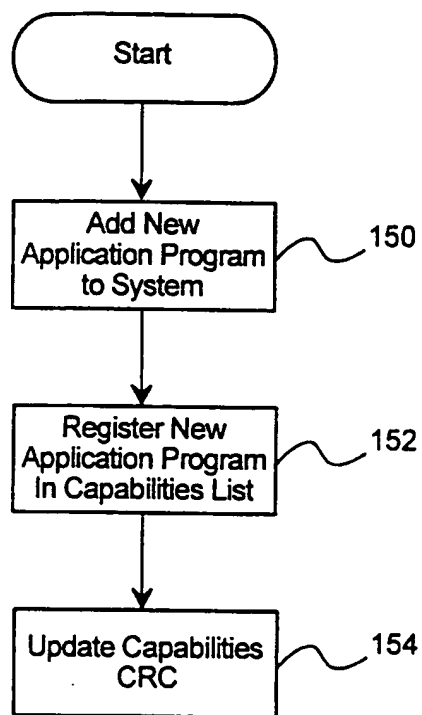 Start
Add New
Application Program
to System
150
Register New
Application Program
In Capabilities List
152
Update Capabilities
CRC
154